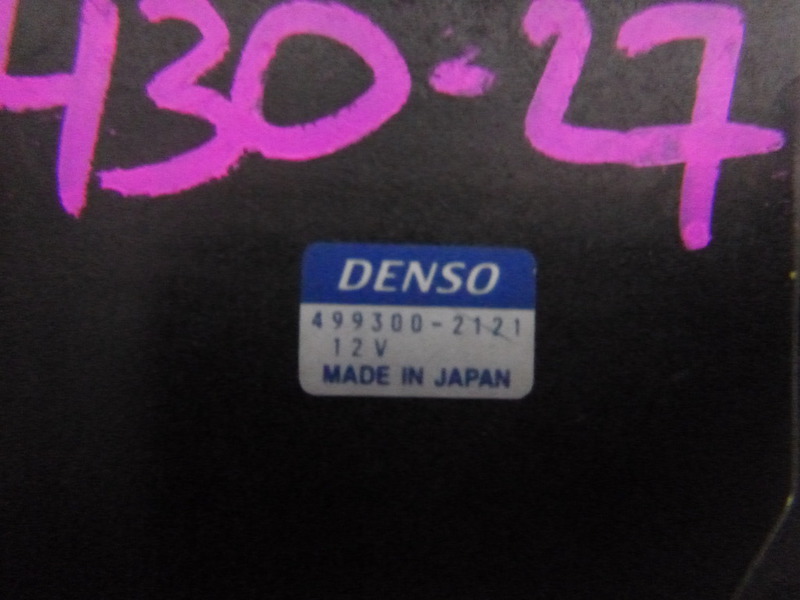 430-27
DENSO
499300-2121
12V
MADE IN JAPAN